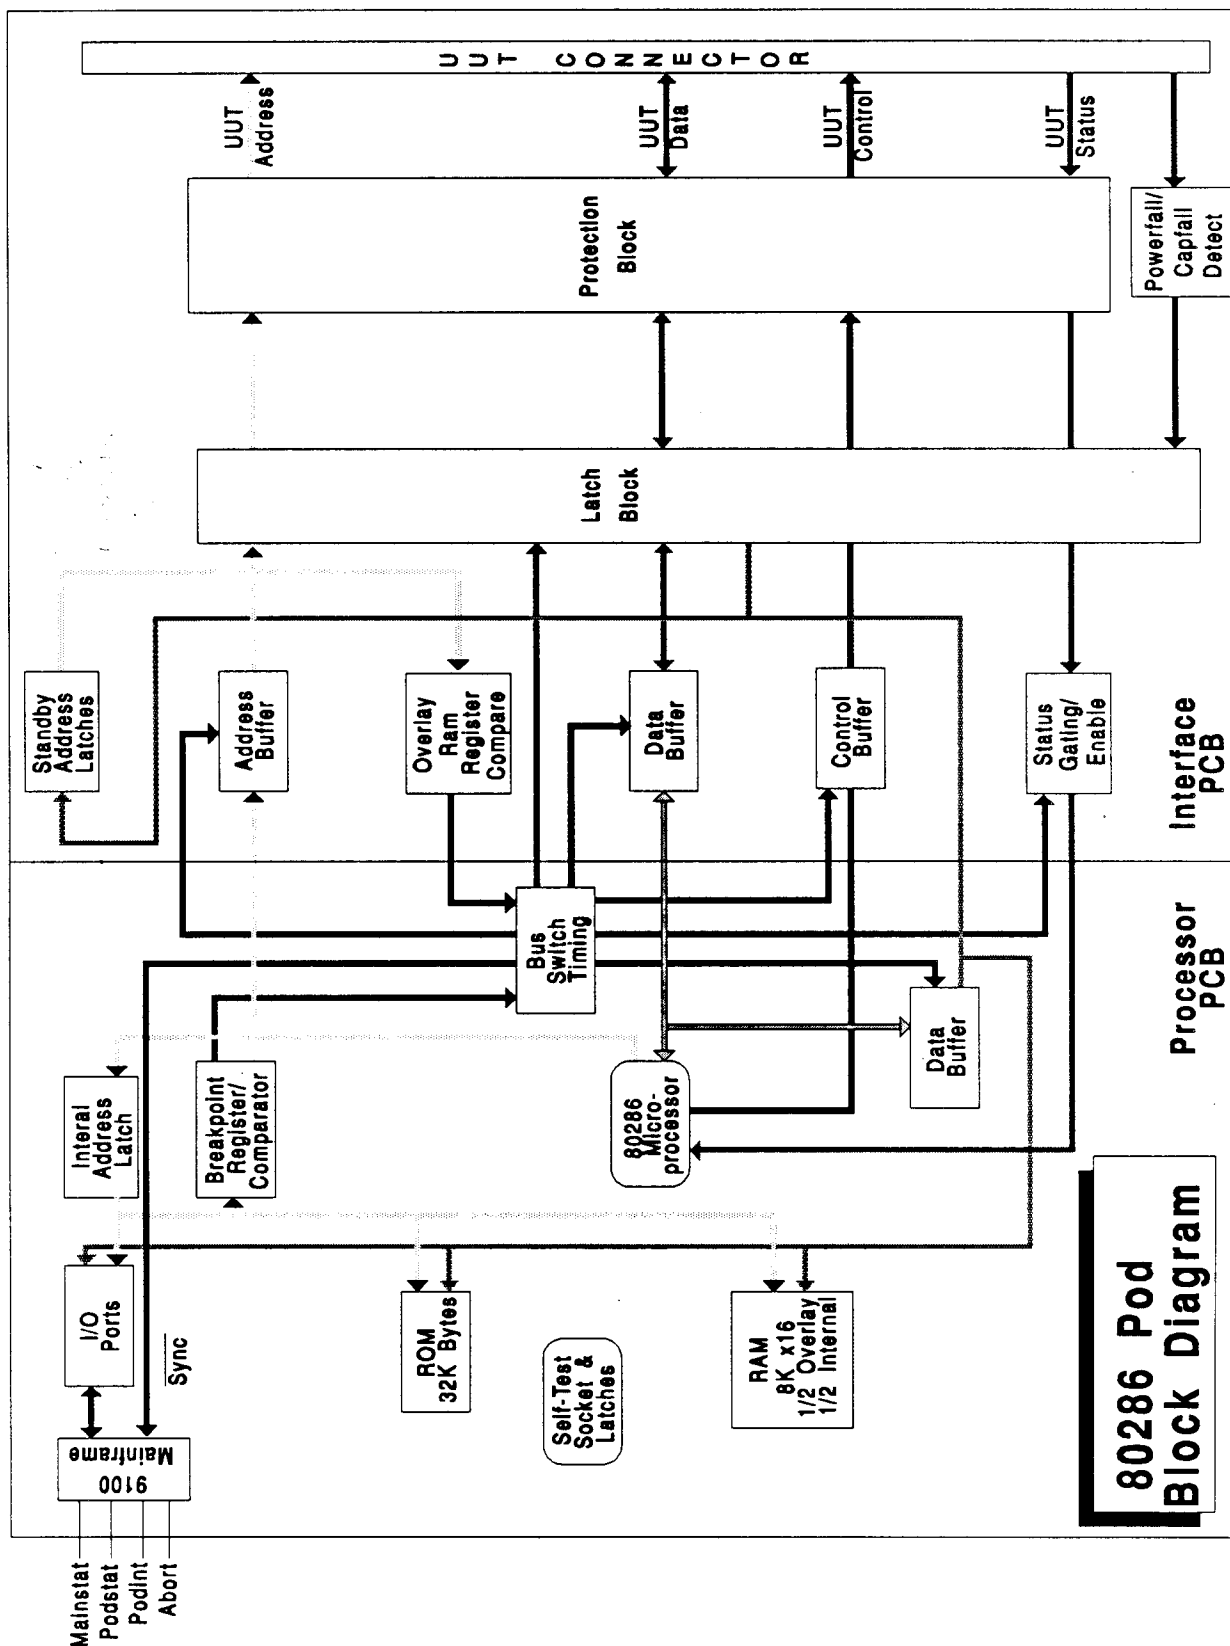 Mainstat
Podstat
PodInt
Abort
9100
Mainframe
I/O
Ports
Sync
Interal
Address
Latch
Breakpoint
Register/
Comparator
ROM
32K Bytes
Self-Test
Socket &
Latches
RAM
8K x16
1/2 Overlay
1/2 Internal
80286
Micro-
processor
Bus
Switch
Timing
Data
Buffer
Processor
PCB
Standby
Address
Latches
Address
Buffer
Overlay
Ram
Register
Compare
Data
Buffer
Control
Buffer
Status
Gating/
Enable
Interface
PCB
Latch
Block
Protection
Block
Powerfail/
Capfail
Detect
UUT
Address
UUT
Data
UUT
Control
UUT
Status
UUT CONNECTOR
80286 Pod
Block Diagram